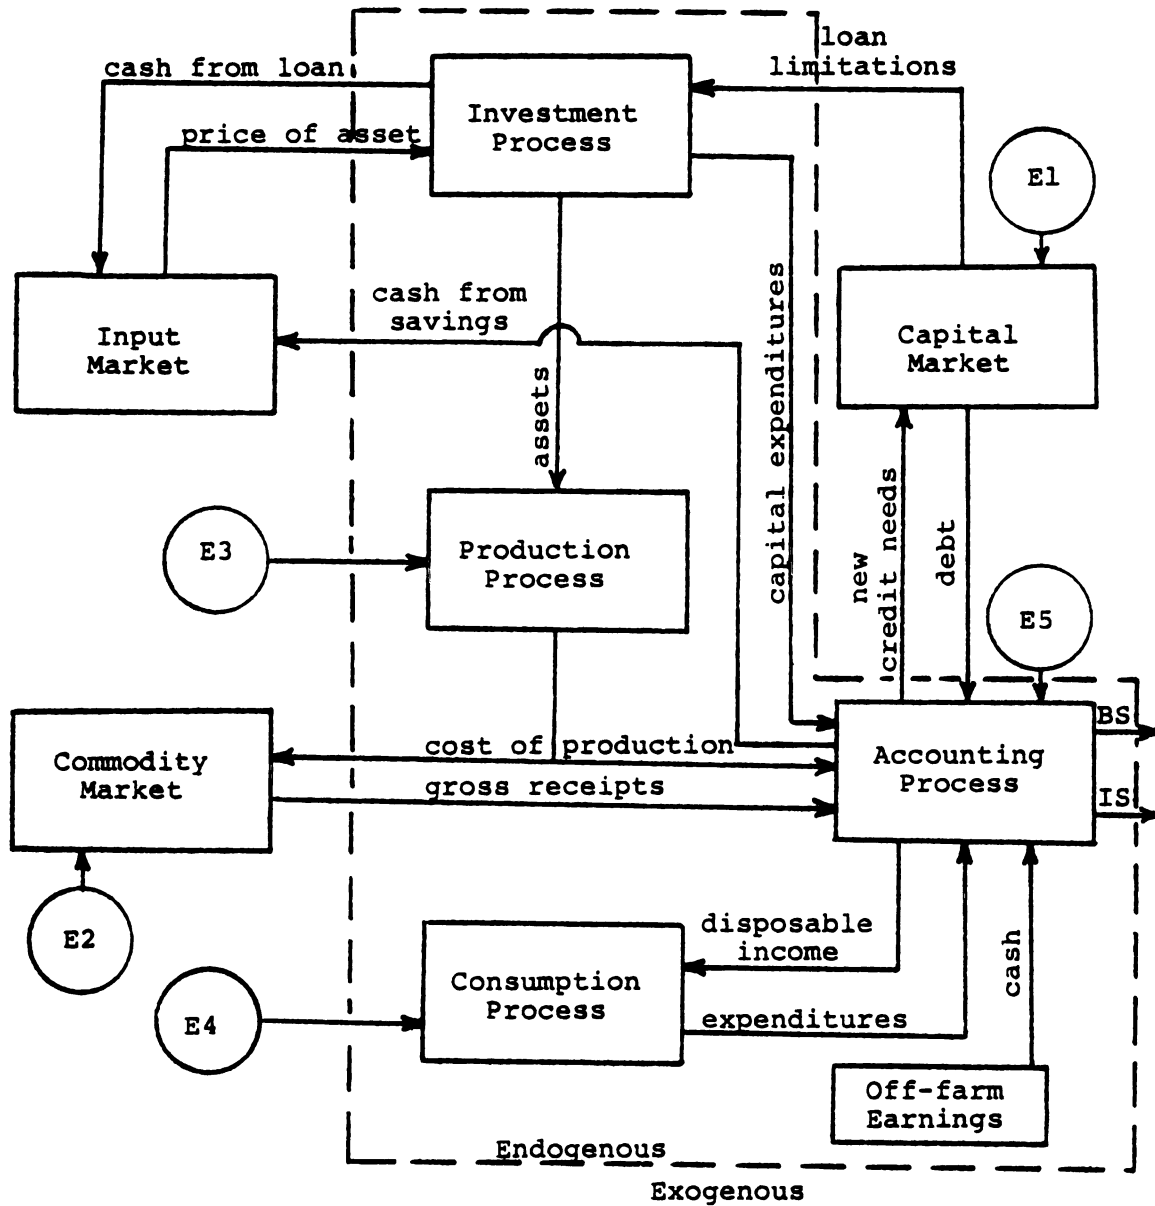 loan
limitations
cash from loan
Investment
Process
price of asset
E1
cash from
savings
Input
Market
capital expenditures
Capital
Market
assets
E3
Production
Process
new
credit needs
debt
E5
BS
Commodity
Market
cost of production
Accounting
Process
gross receipts
IS
E2
disposable
income
cash
Consumption
Process
E4
expenditures
Off-farm
Earnings
Endogenous
Exogenous